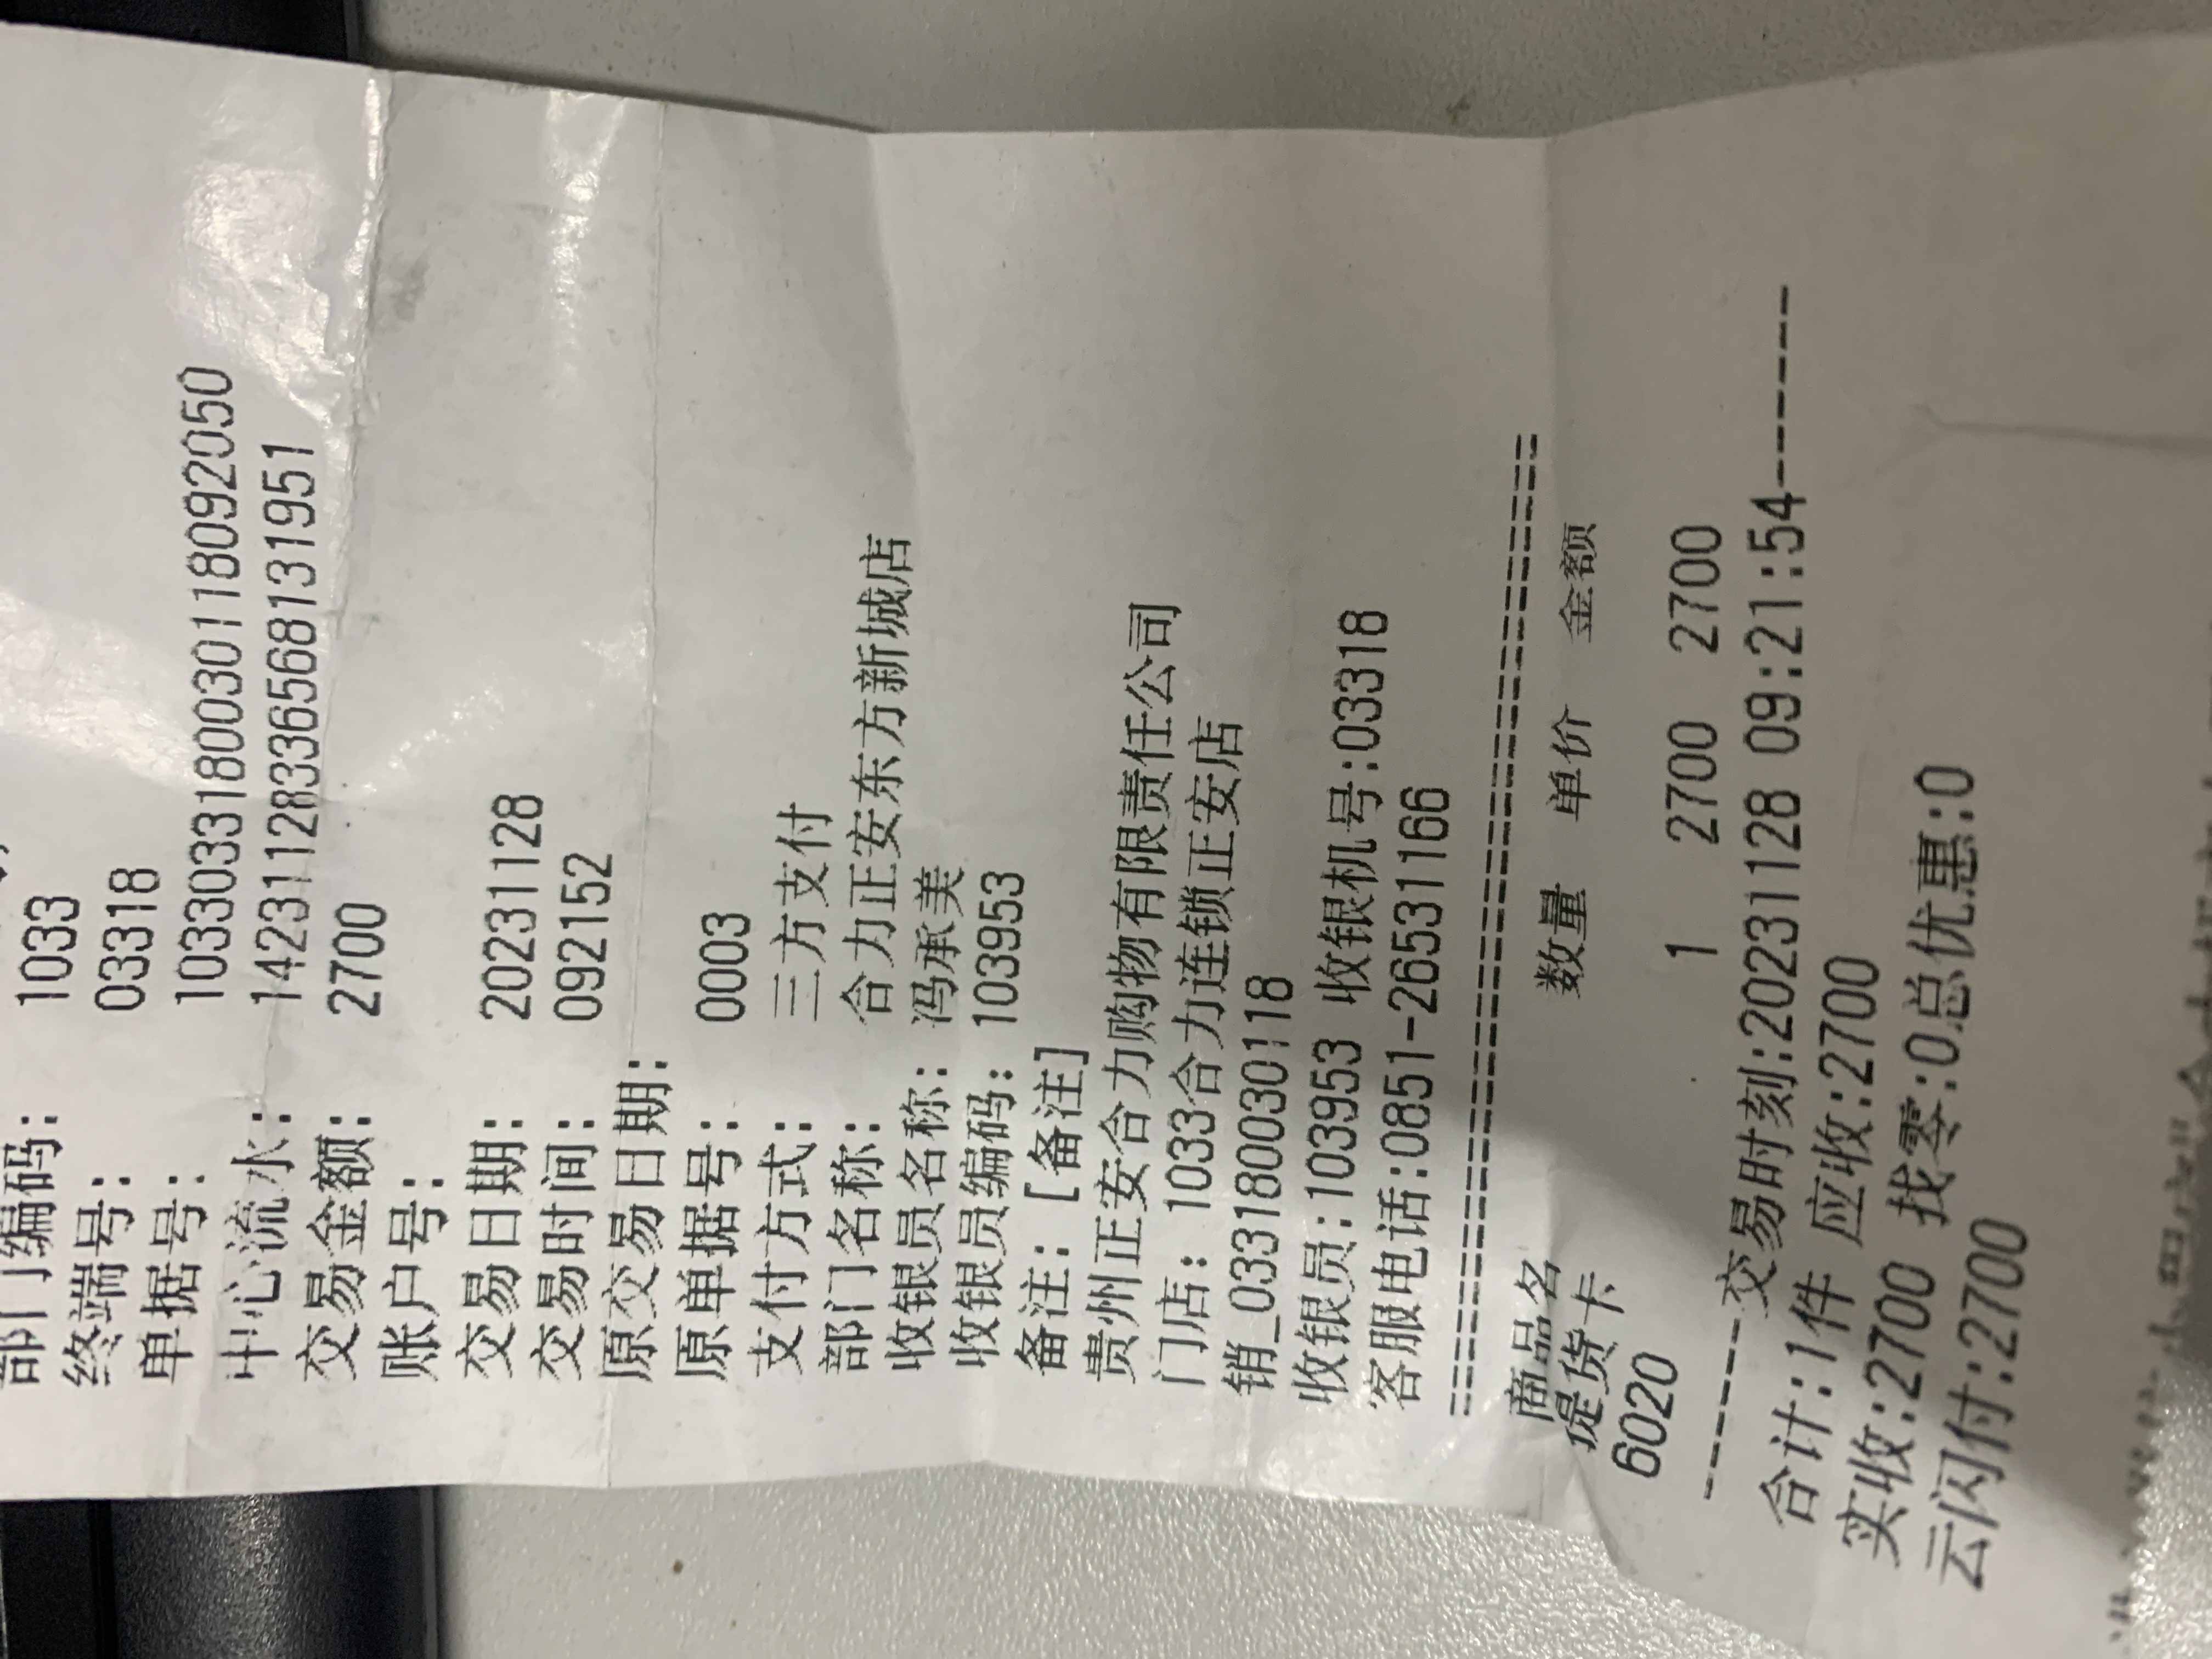 部门编码： 1033
终端号： 03318
单据号： 1033033180030118092050
中心流水： 1423112833656813​1951
交易金额： 2700
账户号：
交易日期： 20231128
交易时间： 092152
原交易日期：
原单据号： 0003
支付方式： 三方支付
部门名称： 合力正安东方新城店
收银员名称： 冯承美
收银员编码： 103953
备注： [备注]
贵州正安合力购物有限责任公司
门店： 1033合力连锁正安店
销_033180030118
收银员:103953 收银机号:03318
客服电话:0851-26531166
================================
商品名 数量 单价 金额
提货卡
6020 1 2700 2700
------交易时刻:20231128 09:21:54------
合计:1件 应收:2700
实收:2700 找零:0总优惠:0
云闪付:2700